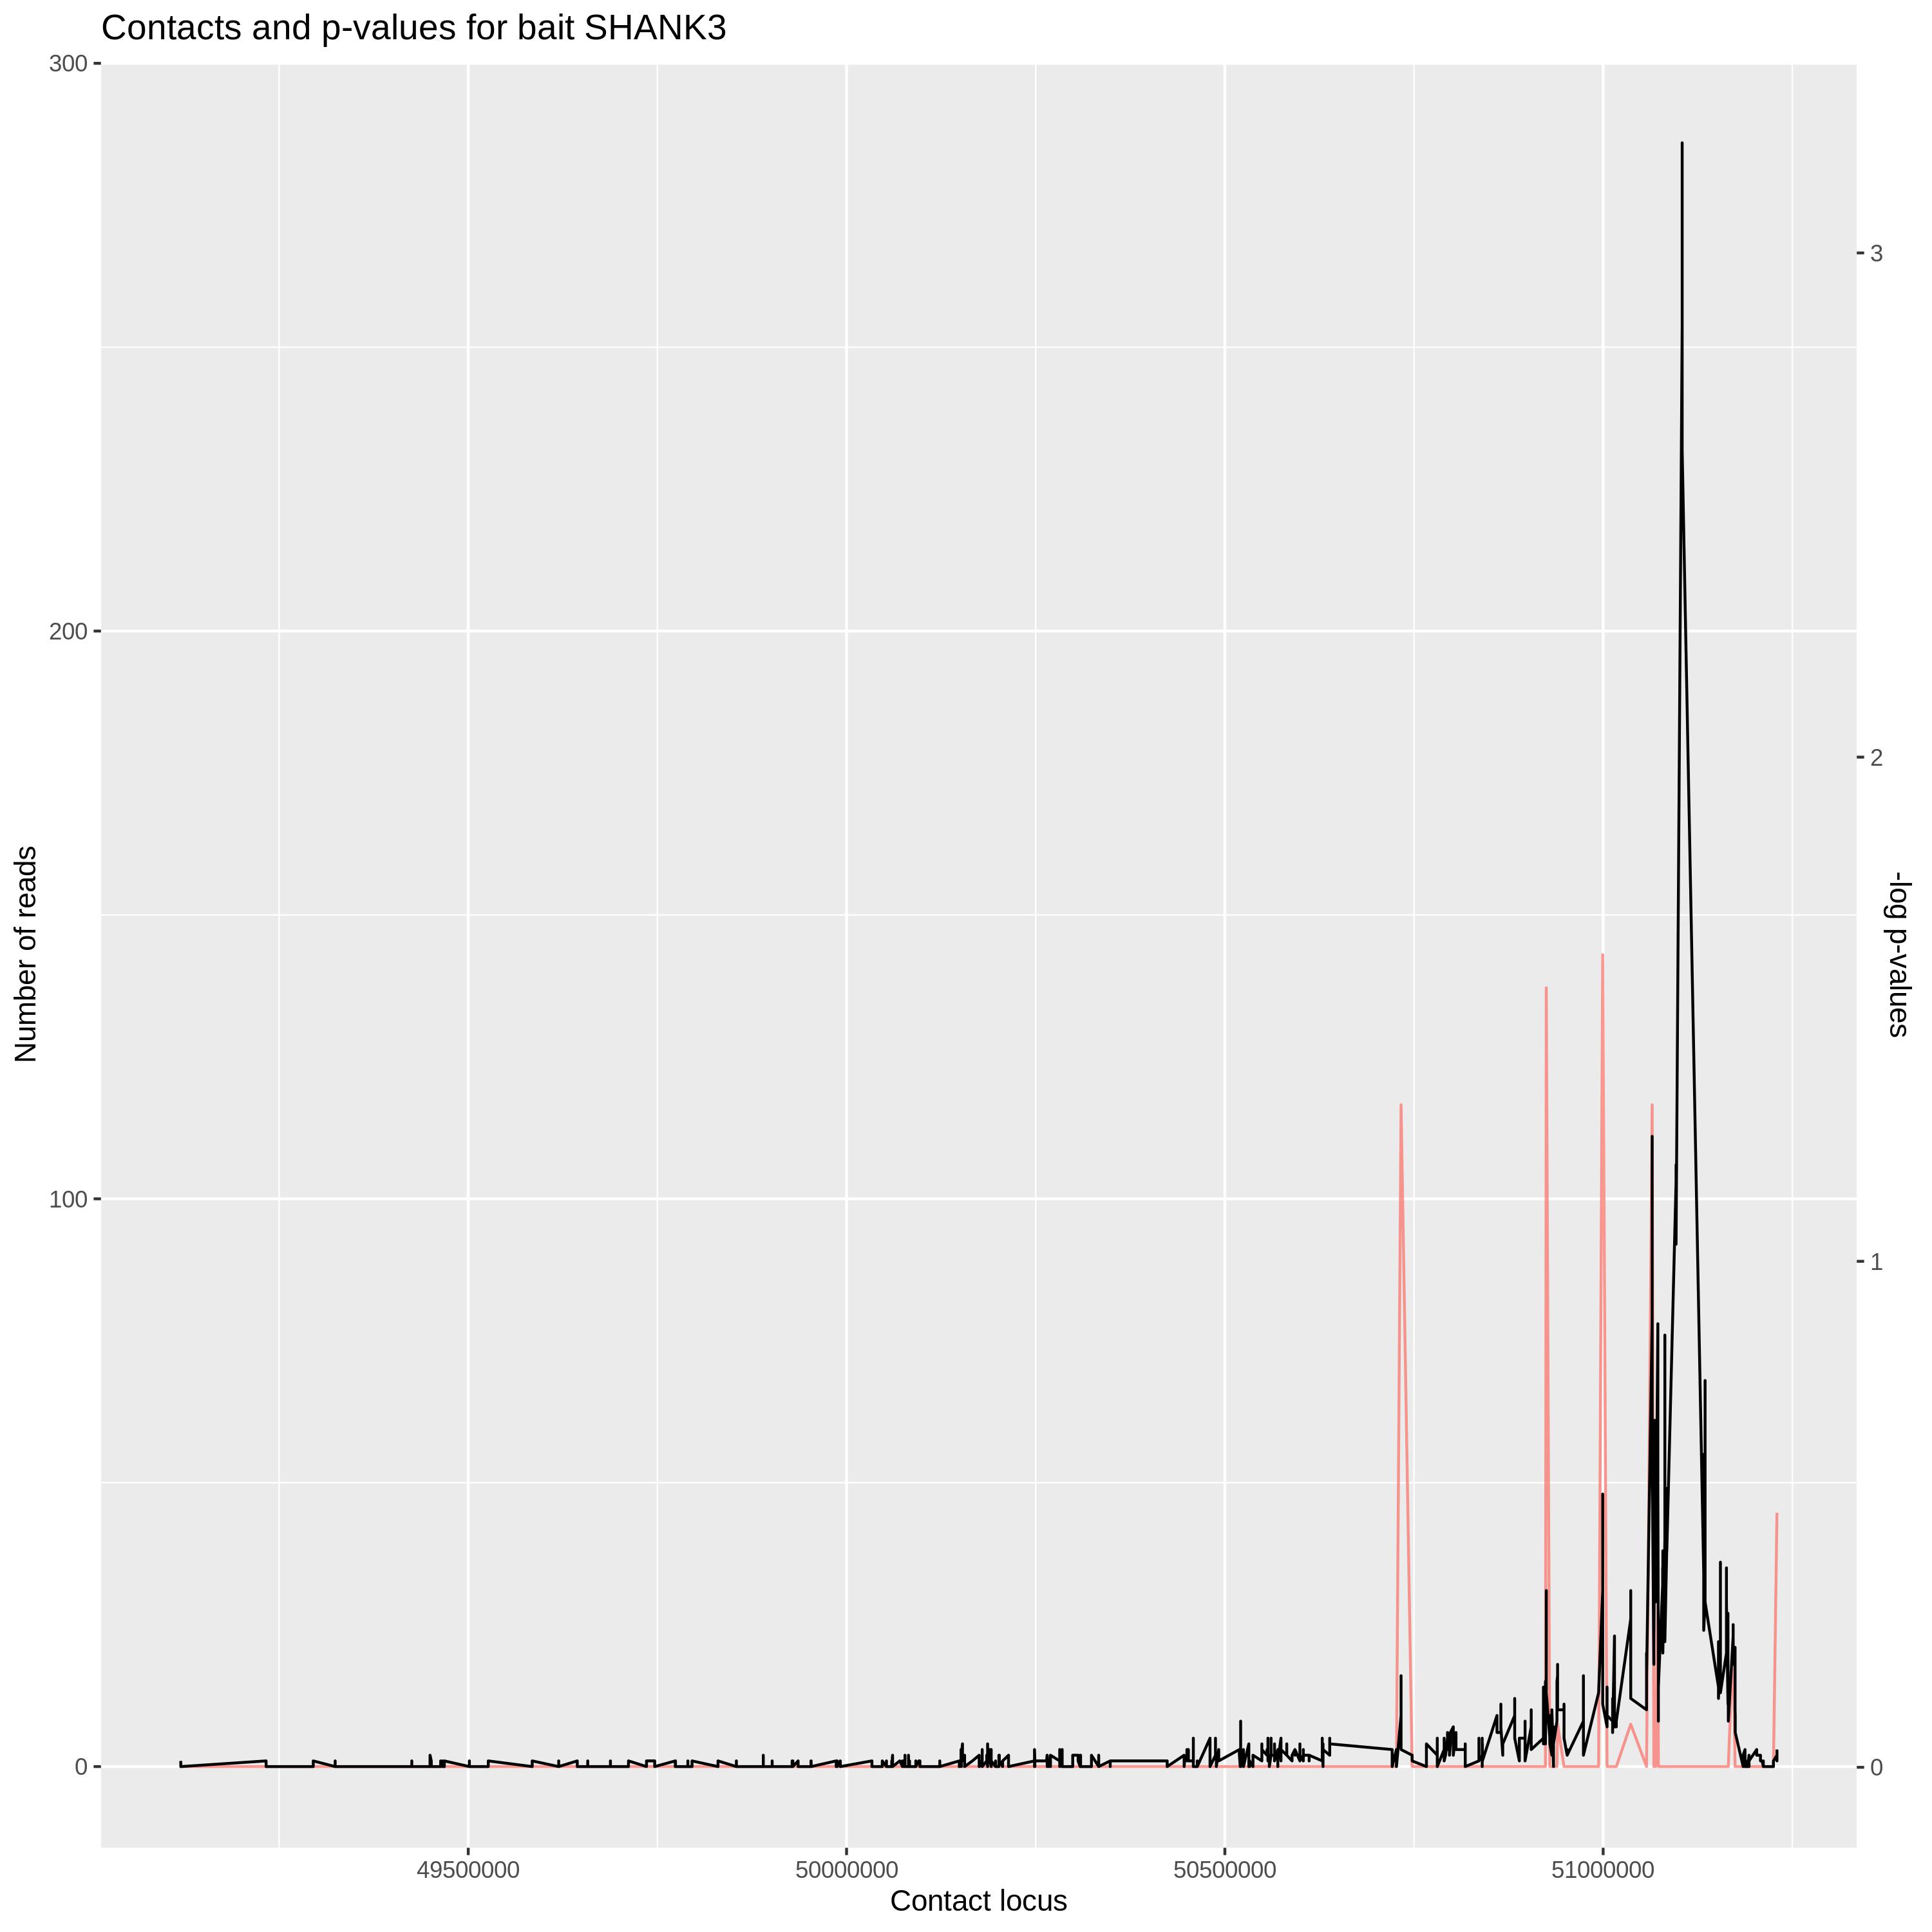 Contacts and p-values for bait SHANK3
300
200
100
0
Number of reads
3
2
1
0
-log p-values
49500000 50000000 50500000 51000000
Contact locus